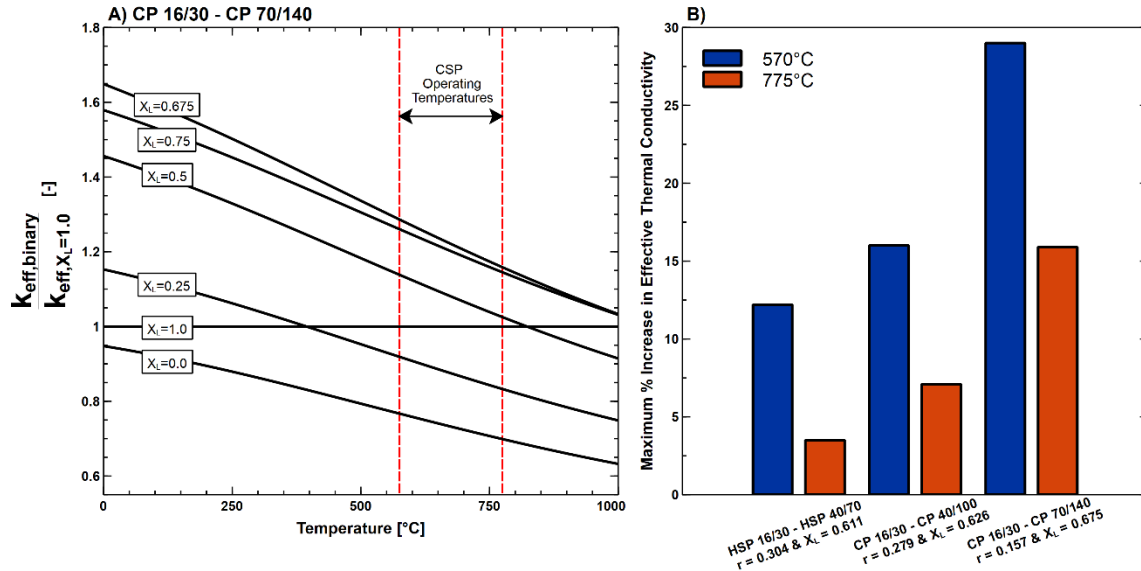 A) CP 16/30 - CP 70/140
1.8
1.6
1.4
1.2
1
0.8
0.6
k_eff,binary
k_eff,X_L=1.0
[-]
X_L=0.675
X_L=0.75
X_L=0.5
X_L=0.25
X_L=1.0
X_L=0.0
CSP
Operating
Temperatures
0
250
500
750
1000
Temperature [°C]
B)
30
25
20
15
10
5
0
Maximum % Increase in Effective Thermal Conductivity
570°C
775°C
HSP 16/30 - HSP 40/70
r = 0.304 & X_L = 0.611
CP 16/30 - CP 40/100
r = 0.279 & X_L = 0.626
CP 16/30 - CP 70/140
r = 0.157 & X_L = 0.675